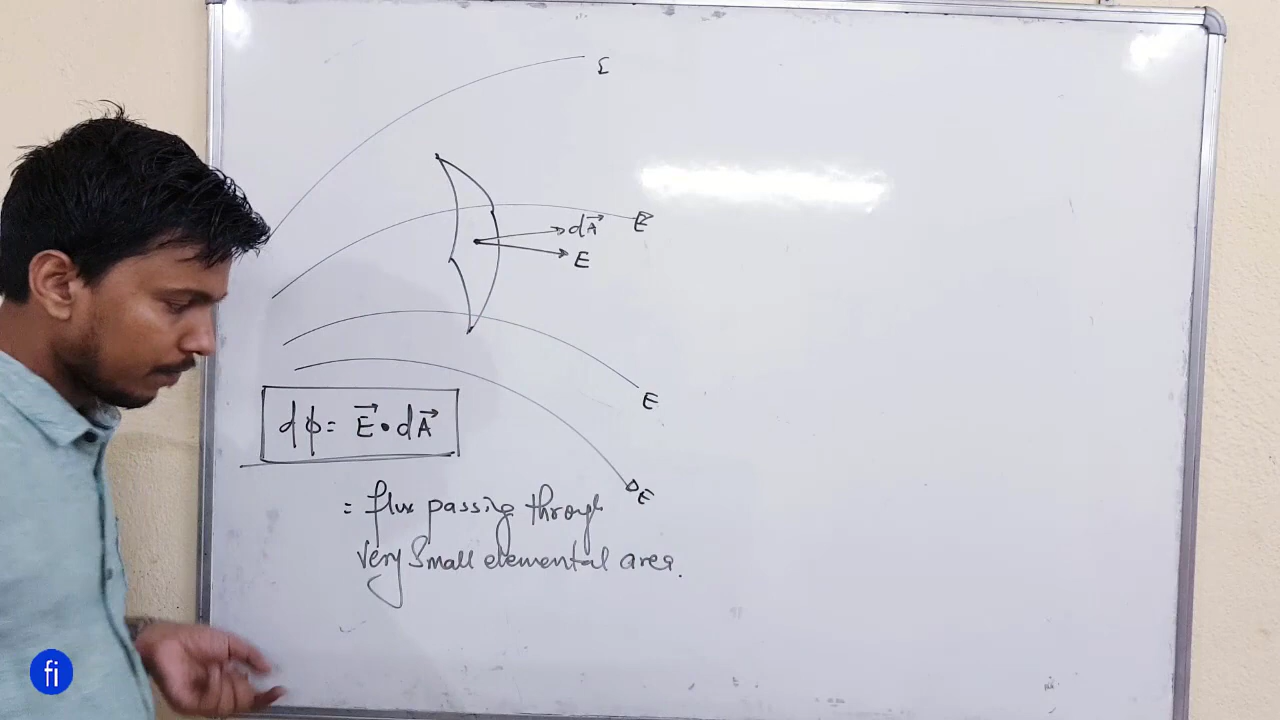 E
dA⃗
E
E
E
dϕ = E⃗ • dA⃗
E
= flux passing through
very small elemental area.
fi